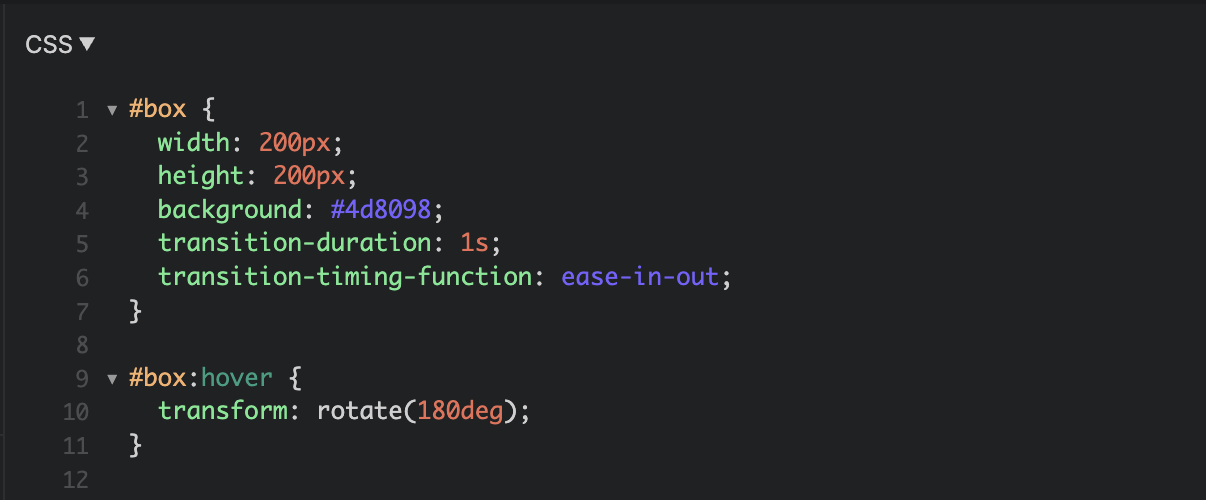 CSS ▼
1 ▼ #box {
2 width: 200px;
3 height: 200px;
4 background: #4d8098;
5 transition-duration: 1s;
6 transition-timing-function: ease-in-out;
7 }
8
9 ▼ #box:hover {
10 transform: rotate(180deg);
11 }
12